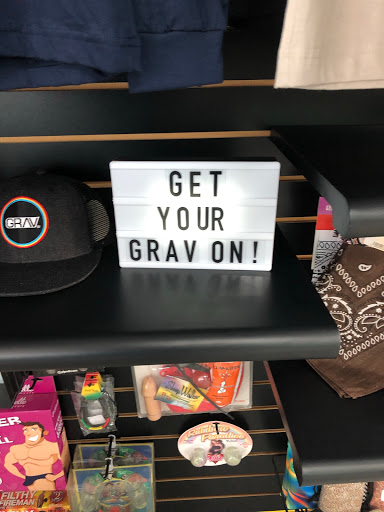 GRAV
GET
YOUR
GRAV ON!
FILTHY
FIREMAN